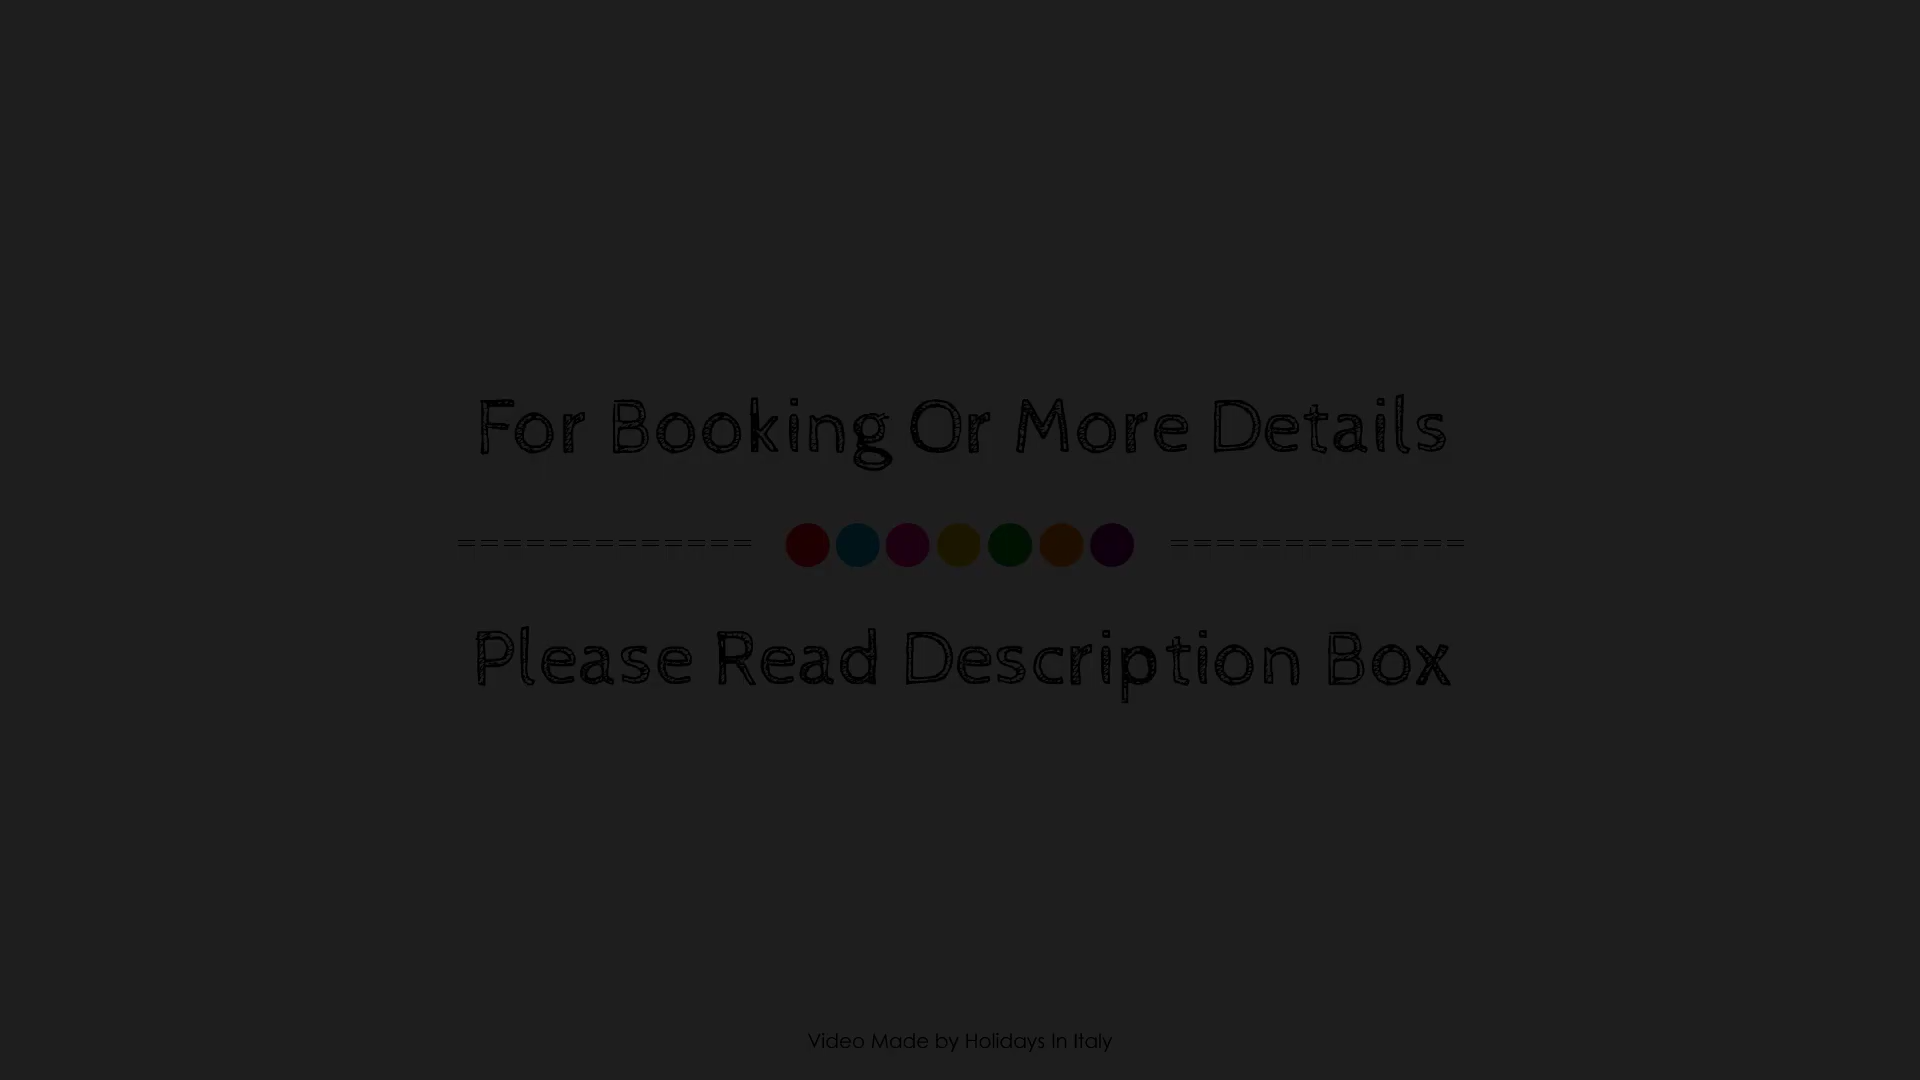 For Booking Or More Details
============= =============
Please Read Description Box
Video Made by Holidays In Italy